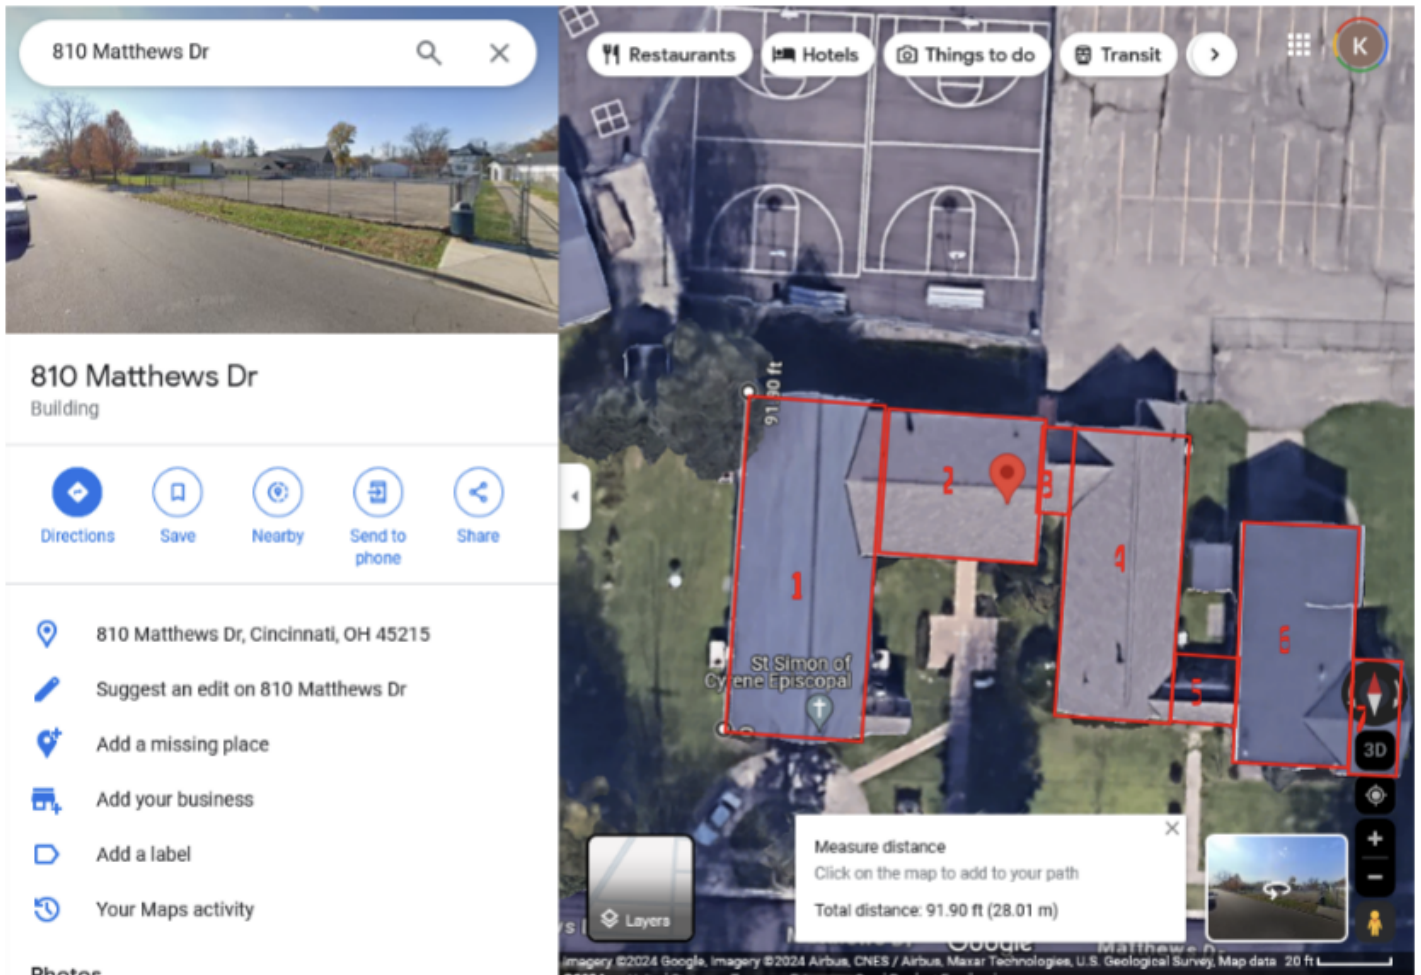 810 Matthews Dr
Restaurants
Hotels
Things to do
Transit
K
810 Matthews Dr
Building
Directions
Save
Nearby
Send to
phone
Share
810 Matthews Dr, Cincinnati, OH 45215
Suggest an edit on 810 Matthews Dr
Add a missing place
Add your business
Add a label
Your Maps activity
Photos
91.90 ft
1
2
3
4
5
6
7
St Simon of
Cyrene Episcopal
3D
Layers
Measure distance
Click on the map to add to your path
Total distance: 91.90 ft (28.01 m)
Google
Matthews Dr
Imagery ©2024 Google, Imagery ©2024 Airbus, CNES / Airbus, Maxar Technologies, U.S. Geological Survey, Map data
20 ft